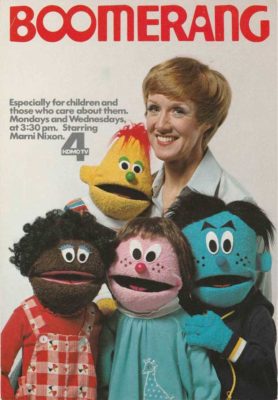 BOOMERANG
Especially for children and
those who care about them.
Mondays and Wednesdays,
at 3:30 pm. Starring
Marni Nixon.
4
KOMO TV